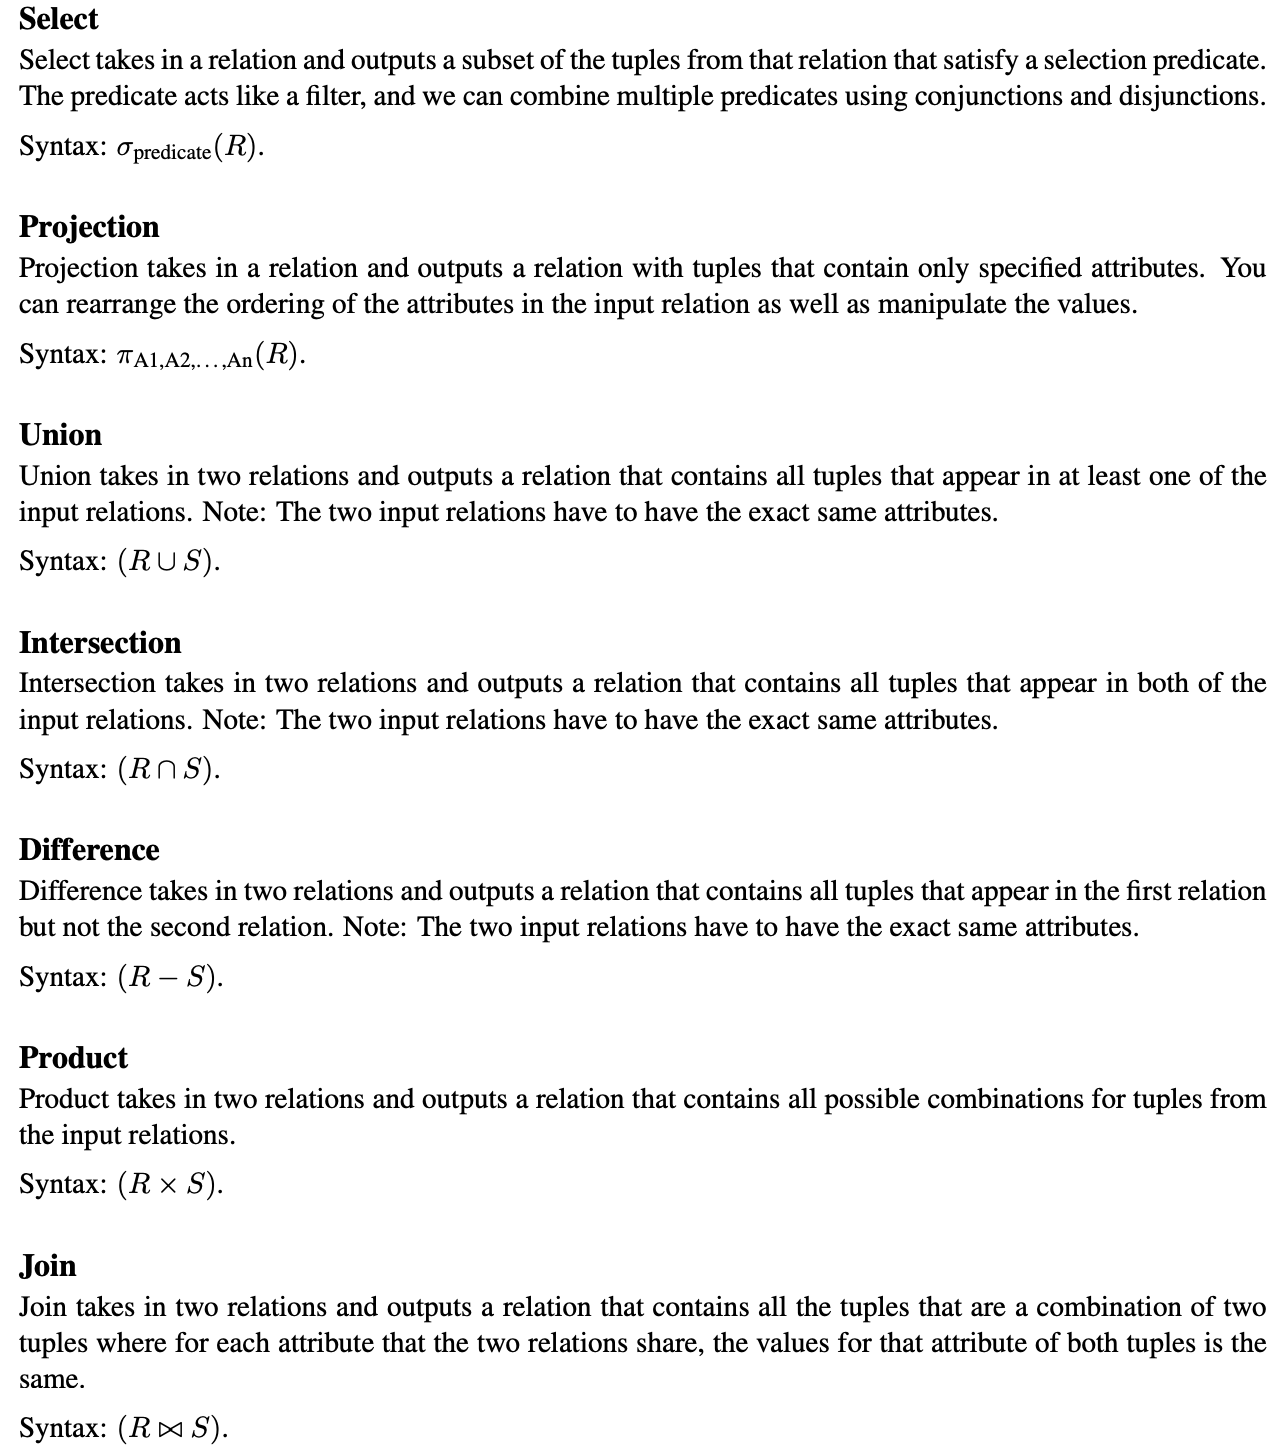 Select
Select takes in a relation and outputs a subset of the tuples from that relation that satisfy a selection predicate.
The predicate acts like a filter, and we can combine multiple predicates using conjunctions and disjunctions.
Syntax: σpredicate(R).
Projection
Projection takes in a relation and outputs a relation with tuples that contain only specified attributes. You
can rearrange the ordering of the attributes in the input relation as well as manipulate the values.
Syntax: πA1,A2,...,An(R).
Union
Union takes in two relations and outputs a relation that contains all tuples that appear in at least one of the
input relations. Note: The two input relations have to have the exact same attributes.
Syntax: (R ∪ S).
Intersection
Intersection takes in two relations and outputs a relation that contains all tuples that appear in both of the
input relations. Note: The two input relations have to have the exact same attributes.
Syntax: (R ∩ S).
Difference
Difference takes in two relations and outputs a relation that contains all tuples that appear in the first relation
but not the second relation. Note: The two input relations have to have the exact same attributes.
Syntax: (R − S).
Product
Product takes in two relations and outputs a relation that contains all possible combinations for tuples from
the input relations.
Syntax: (R × S).
Join
Join takes in two relations and outputs a relation that contains all the tuples that are a combination of two
tuples where for each attribute that the two relations share, the values for that attribute of both tuples is the
same.
Syntax: (R ⋈ S).